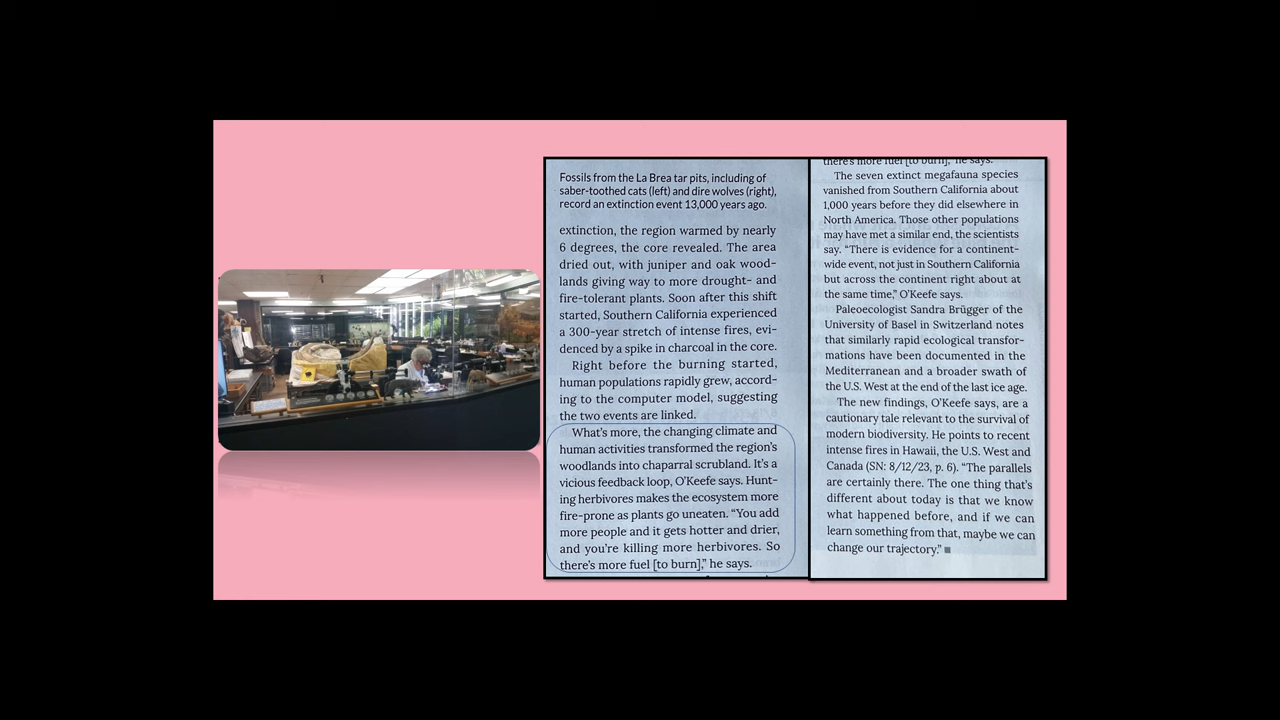 Fossils from the La Brea tar pits, including of
saber-toothed cats (left) and dire wolves (right),
record an extinction event 13,000 years ago.
extinction, the region warmed by nearly
6 degrees, the core revealed. The area
dried out, with juniper and oak wood-
lands giving way to more drought- and
fire-tolerant plants. Soon after this shift
started, Southern California experienced
a 300-year stretch of intense fires, evi-
denced by a spike in charcoal in the core.
Right before the burning started,
human populations rapidly grew, accord-
ing to the computer model, suggesting
the two events are linked.
What's more, the changing climate and
human activities transformed the region's
woodlands into chaparral scrubland. It's a
vicious feedback loop, O'Keefe says. Hunt-
ing herbivores makes the ecosystem more
fire-prone as plants go uneaten. “You add
more people and it gets hotter and drier,
and you're killing more herbivores. So
there's more fuel [to burn],” he says.
there's more fuel [to burn],” he says.
The seven extinct megafauna species
vanished from Southern California about
1,000 years before they did elsewhere in
North America. Those other populations
may have met a similar end, the scientists
say. “There is evidence for a continent-
wide event, not just in Southern California
but across the continent right about at
the same time,” O'Keefe says.
Paleoecologist Sandra Brügger of the
University of Basel in Switzerland notes
that similarly rapid ecological transfor-
mations have been documented in the
Mediterranean and a broader swath of
the U.S. West at the end of the last ice age.
The new findings, O'Keefe says, are a
cautionary tale relevant to the survival of
modern biodiversity. He points to recent
intense fires in Hawaii, the U.S. West and
Canada (SN: 8/12/23, p. 6). “The parallels
are certainly there. The one thing that's
different about today is that we know
what happened before, and if we can
learn something from that, maybe we can
change our trajectory.”